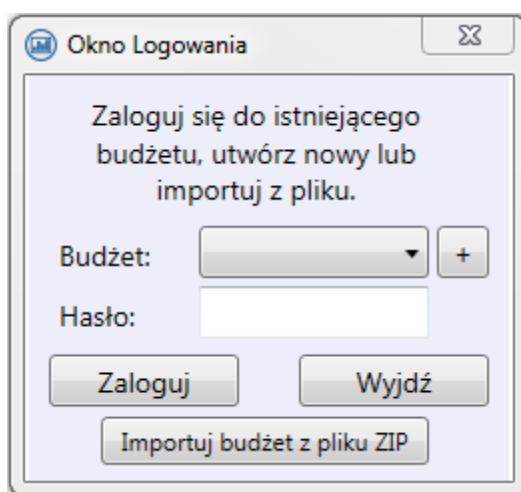 Okno Logowania
Zaloguj się do istniejącego
budżetu, utwórz nowy lub
importuj z pliku.
Budżet: +
Hasło:
Zaloguj Wyjdź
Importuj budżet z pliku ZIP